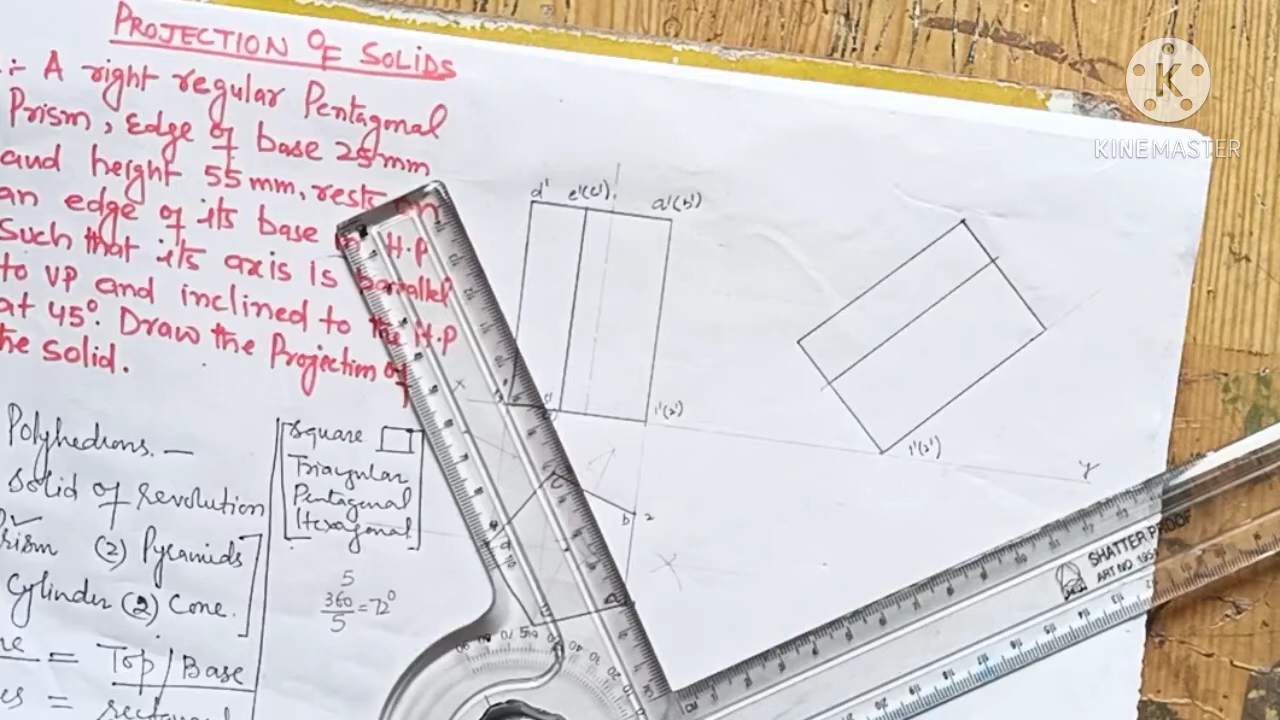 PROJECTION OF SOLIDS
:- A right regular Pentagonal
Prism, Edge of base 25mm
and height 55mm, rests on
an edge of its base in H.P
Such that its axis is parallel
to VP and inclined to the H.P
at 45°. Draw the Projection of
the Solid.
Polyhedrons. —
Solid of revolution
Prism (2) Pyramids
Cylinder (2) Cone.
= Top / Base
=
Square
Triangular
Pentagonal
Hexagonal
5
360/5 = 72°
d' e'(c') a'(b')
1'(2')
1'(2')
y
b 2
d
KINEMASTER
SHATTER PROOF